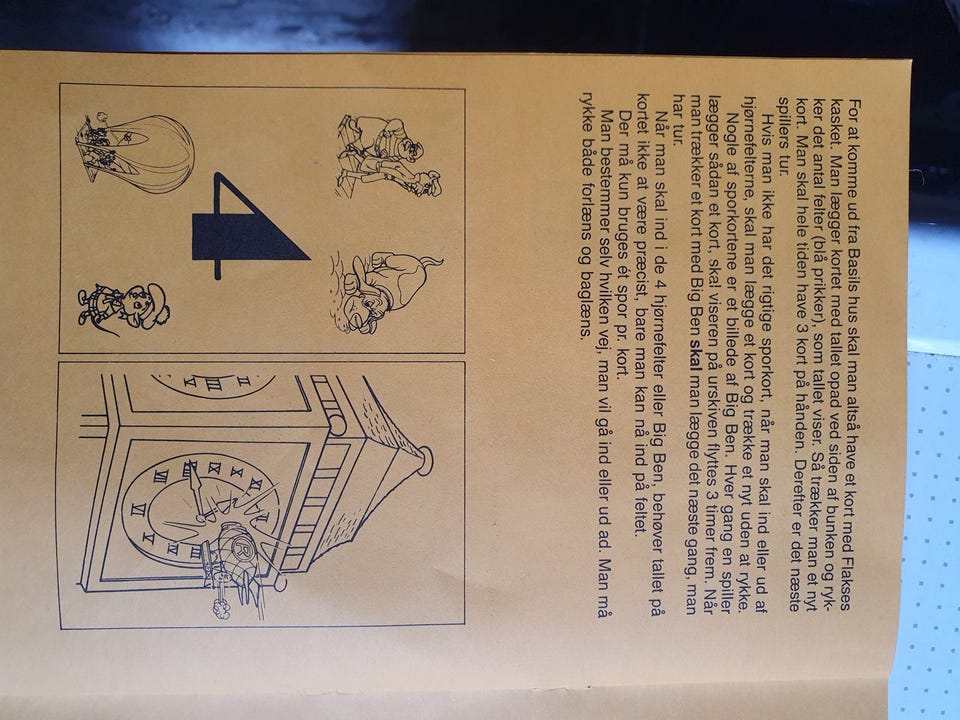 For at komme ud fra Basils hus skal man altså have et kort med Flakses
kasket. Man lægger kortet med tallet opad ved siden af bunken og ryk-
ker det antal felter (blå prikker), som tallet viser. Så trækker man et nyt
kort. Man skal hele tiden have 3 kort på hånden. Derefter er det næste
spillers tur.
Hvis man ikke har det rigtige sporkort, når man skal ind eller ud af
hjørnefelterne, skal man lægge et kort og trække et nyt uden at rykke.
Nogle af sporkortene er et billede af Big Ben. Hver gang en spiller
lægger sådan et kort, skal viseren på urskiven flyttes 3 timer frem. Når
man trækker et kort med Big Ben skal man lægge det næste gang, man
har tur.
Når man skal ind i de 4 hjørnefelter eller Big Ben, behøver tallet på
kortet ikke at være præcist, bare man kan nå ind på feltet.
Der må kun bruges ét spor pr. kort.
Man bestemmer selv hvilken vej, man vil gå ind eller ud ad. Man må
rykke både forlæns og baglæns.
4